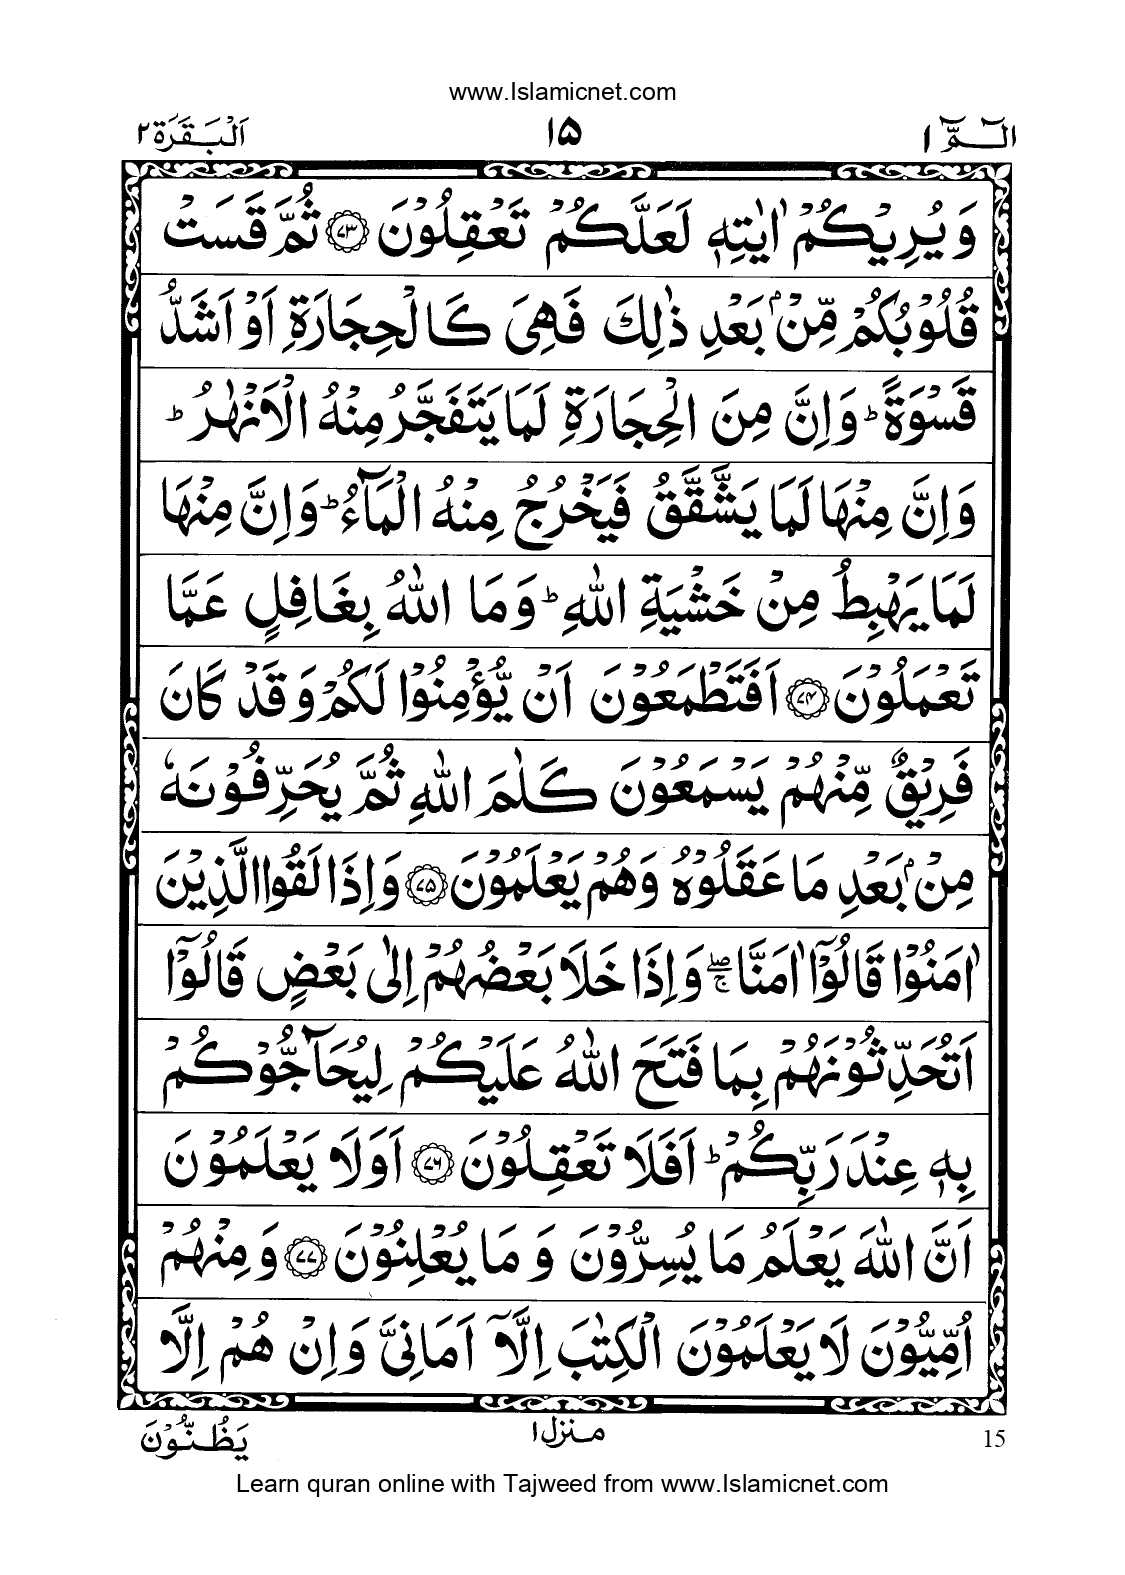 www.Islamicnet.com
الٓمّٓ ١ ١٥ اَلْبَقَرَة ٢
وَيُرِيْكُمْ اٰيٰتِهٖ لَعَلَّكُمْ تَعْقِلُوْنَ ﴿٧٣﴾ ثُمَّ قَسَتْ
قُلُوْبُكُمْ مِّنْۢ بَعْدِ ذٰلِكَ فَهِىَ كَالْحِجَارَةِ اَوْ اَشَدُّ
قَسْوَةً ؕ وَاِنَّ مِنَ الْحِجَارَةِ لَمَا يَتَفَجَّرُ مِنْهُ الْاَنْهٰرُ ؕ
وَاِنَّ مِنْهَا لَمَا يَشَّقَّقُ فَيَخْرُجُ مِنْهُ الْمَآءُ ؕ وَاِنَّ مِنْهَا
لَمَا يَهْبِطُ مِنْ خَشْيَةِ اللّٰهِ ؕ وَمَا اللّٰهُ بِغَافِلٍ عَمَّا
تَعْمَلُوْنَ ﴿٧٤﴾ اَفَتَطْمَعُوْنَ اَنْ يُّؤْمِنُوْا لَكُمْ وَقَدْ كَانَ
فَرِيْقٌ مِّنْهُمْ يَسْمَعُوْنَ كَلٰمَ اللّٰهِ ثُمَّ يُحَرِّفُوْنَهٗ
مِنْۢ بَعْدِ مَا عَقَلُوْهُ وَهُمْ يَعْلَمُوْنَ ﴿٧٥﴾ وَاِذَا لَقُوا الَّذِيْنَ
اٰمَنُوْا قَالُوْٓا اٰمَنَّا ۖۚ وَاِذَا خَلَا بَعْضُهُمْ اِلٰى بَعْضٍ قَالُوْٓا
اَتُحَدِّثُوْنَهُمْ بِمَا فَتَحَ اللّٰهُ عَلَيْكُمْ لِيُحَآجُّوْكُمْ
بِهٖ عِنْدَ رَبِّكُمْ ؕ اَفَلَا تَعْقِلُوْنَ ﴿٧٦﴾ اَوَلَا يَعْلَمُوْنَ
اَنَّ اللّٰهَ يَعْلَمُ مَا يُسِرُّوْنَ وَمَا يُعْلِنُوْنَ ﴿٧٧﴾ وَمِنْهُمْ
اُمِّيُّوْنَ لَا يَعْلَمُوْنَ الْكِتٰبَ اِلَّآ اَمَانِىَّ وَاِنْ هُمْ اِلَّا
15 منزل ١ يَظُنُّوْنَ
Learn quran online with Tajweed from www.Islamicnet.com